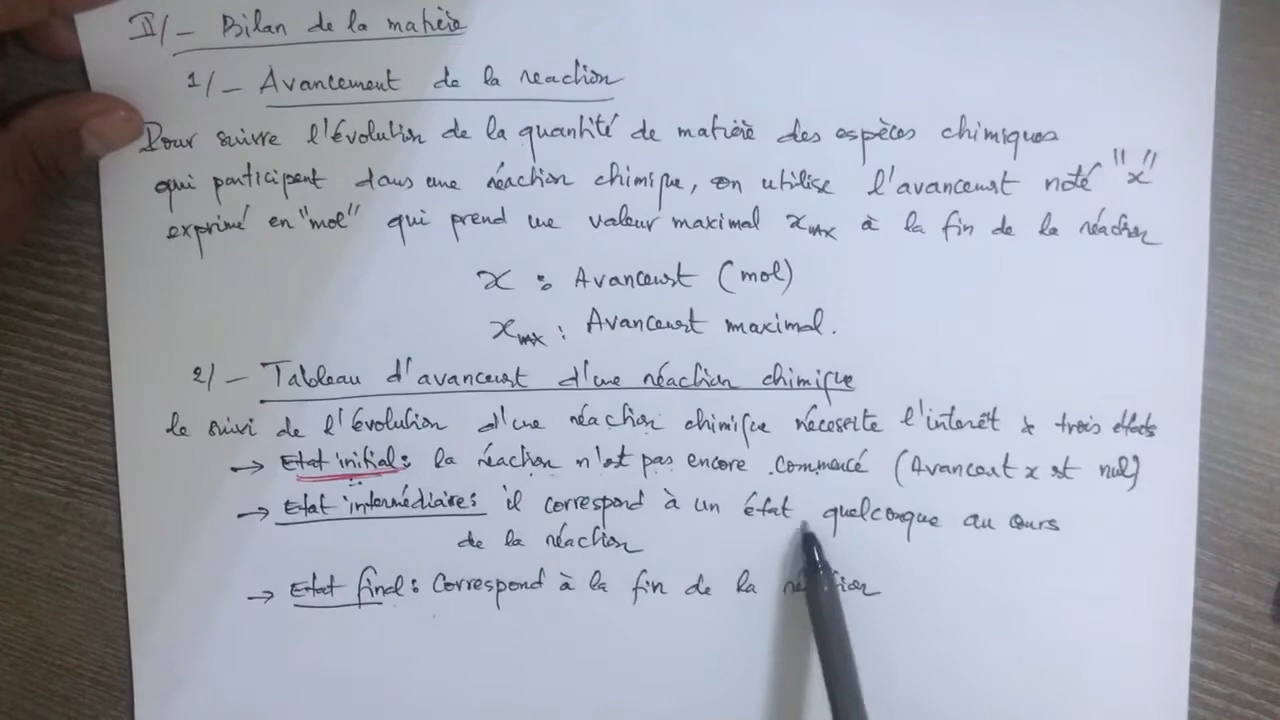 II/- Bilan de la matière
1/- Avancement de la reaction
Pour suivre l'évolution de la quantité de matière des espèces chimiques
qui participent dans une réaction chimique, on utilise l'avancement noté "x"
exprimé en "mol" qui prend une valeur maximal xmax à la fin de la réaction
x : Avancement (mol)
xmax : Avancement maximal.
2/- Tableau d'avancement d'une réaction chimique
le suivi de l'évolution d'une réaction chimique nécessite l'interêt trois états
→ Etat initial : la réaction n'est pas encore commencé (Avancement x est nul)
→ Etat intermédiaire : il correspond à un état quelconque au cours
de la réaction
→ Etat final : correspond à la fin de la